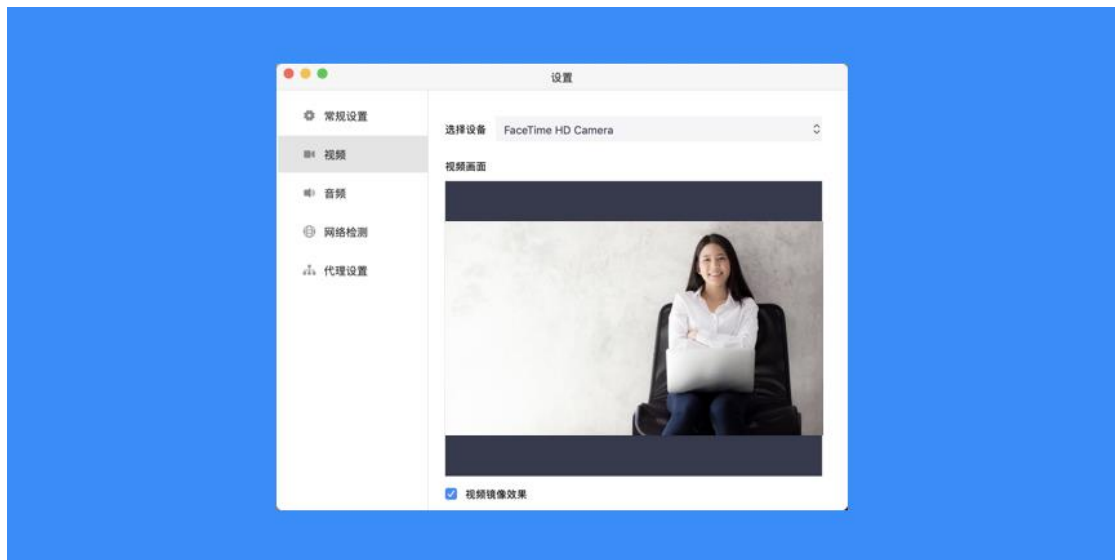 设置
常规设置
视频
音频
网络检测
代理设置
选择设备 FaceTime HD Camera
视频画面
视频镜像效果